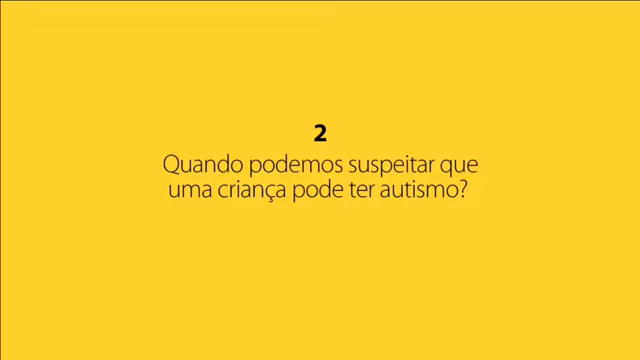 2
Quando podemos suspeitar que
uma criança pode ter autismo?